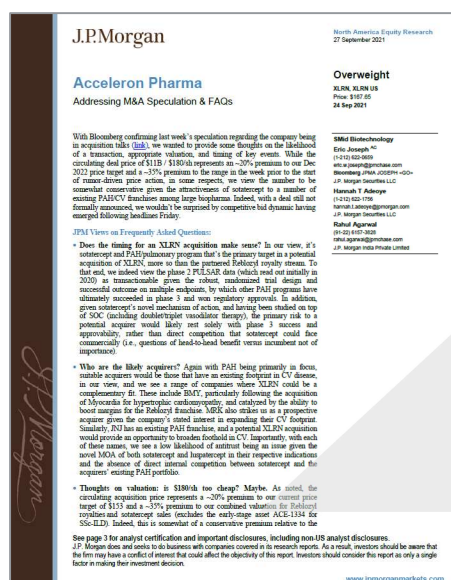 J.P.Morgan
North America Equity Research
27 September 2021
Acceleron Pharma
Addressing M&A Speculation & FAQs
Overweight
XLRN, XLRN US
Price: $167.65
24 Sep 2021
SMid Biotechnology
Eric Joseph AC
(1-212) 622-0659
eric.w.joseph@jpmchase.com
Bloomberg JPMA JOSEPH <GO>
J.P. Morgan Securities LLC
Hannah T Adeoye
(1-212) 622-1756
hannah.t.adeoye@jpmorgan.com
J.P. Morgan Securities LLC
Rahul Agarwal
(91-22) 6157-3826
rahul.agarwal@jpmchase.com
J.P. Morgan India Private Limited
With Bloomberg confirming last week's speculation regarding the company being
in acquisition talks (link), we wanted to provide some thoughts on the likelihood
of a transaction, appropriate valuation, and timing of key events. While the
circulating deal price of $11B / $180/sh represents an ~20% premium to our Dec
2022 price target and a ~35% premium to the range in the week prior to the start
of rumor-driven price action, in some respects, we view the number to be
somewhat conservative given the attractiveness of sotatercept to a number of
existing PAH/CV franchises among large biopharma. Indeed, with a deal still not
formally announced, we wouldn't be surprised by competitive bid dynamic having
emerged following headlines Friday.
JPM Views on Frequently Asked Questions:
• Does the timing for an XLRN acquisition make sense? In our view, it's
sotatercept and PAH/pulmonary program that's the primary target in a potential
acquisition of XLRN, more so than the partnered Reblozyl royalty stream. To
that end, we indeed view the phase 2 PULSAR data (which read out initially in
2020) as transactionable given the robust, randomized trial design and
successful outcome on multiple endpoints, by which other PAH programs have
ultimately succeeded in phase 3 and won regulatory approvals. In addition,
given sotatercept's novel mechanism of action, and having been studied on top
of SOC (including doublet/triplet vasodilator therapy), the primary risk to a
potential acquirer would likely rest solely with phase 3 success and
approvability, rather than direct competition that sotatercept could face
commercially (i.e., questions of head-to-head benefit versus incumbent not of
importance).
• Who are the likely acquirers? Again with PAH being primarily in focus,
suitable acquirers would be those that have an existing footprint in CV disease,
in our view, and we see a range of companies where XLRN could be a
complementary fit. These include BMY, particularly following the acquisition
of Myocardia for hypertrophic cardiomyopathy, and catalyzed by the ability to
boost margins for the Reblozyl franchise. MRK also strikes us as a prospective
acquirer given the company's stated interest in expanding their CV footprint.
Similarly, JNJ has an existing PAH franchise, and a potential XLRN acquisition
would provide an opportunity to broaden foothold in CV. Importantly, with each
of these names, we see a low likelihood of antitrust being an issue given the
novel MOA of both sotatercept and luspatercept in their respective indications
and the absence of direct internal competition between sotatercept and the
acquirers' existing PAH portfolio.
• Thoughts on valuation: is $180/sh too cheap? Maybe. As noted, the
circulating acquisition price represents a ~20% premium to our current price
target of $153 and a ~35% premium to our combined valuation for Reblozyl
royalties and sotatercept sales (excludes the early-stage asset ACE-1334 for
SSc-ILD). Indeed, this is somewhat of a conservative premium relative to the
See page 3 for analyst certification and important disclosures, including non-US analyst disclosures.
J.P. Morgan does and seeks to do business with companies covered in its research reports. As a result, investors should be aware that
the firm may have a conflict of interest that could affect the objectivity of this report. Investors should consider this report as only a single
factor in making their investment decision.
www.jpmorganmarkets.com
J.P.Morgan